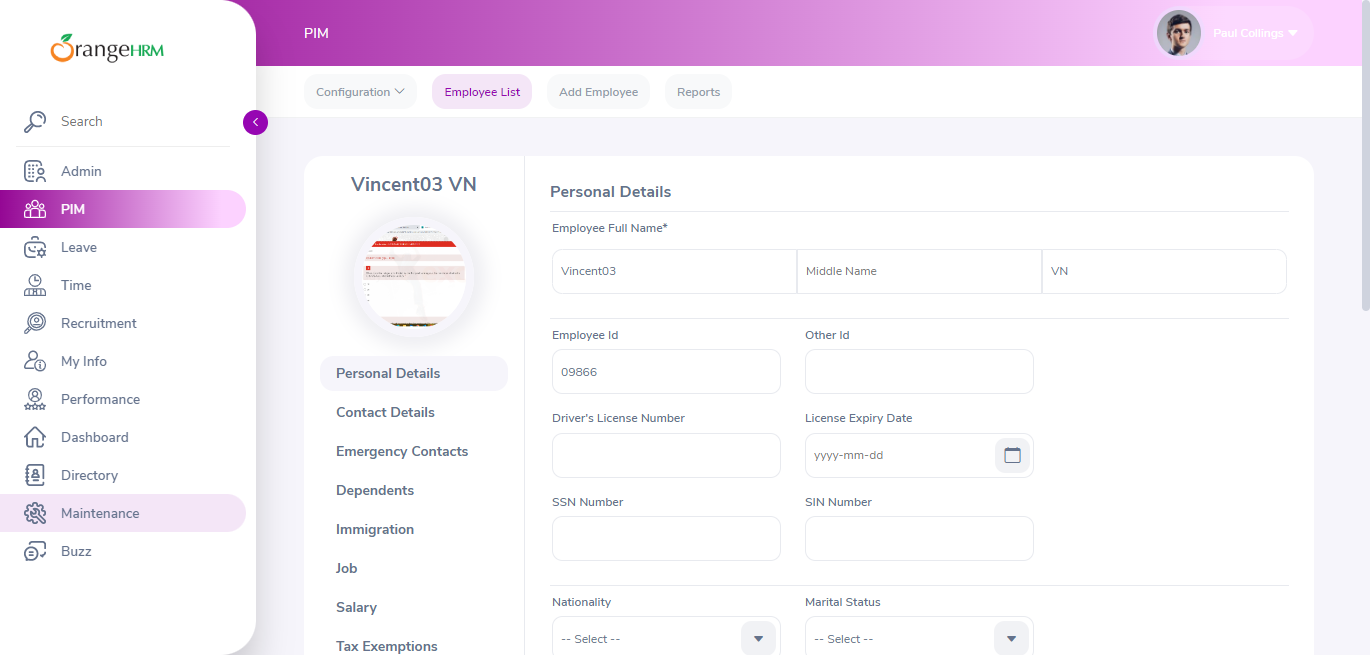 OrangeHRM
PIM
Paul Collings
Search
Admin
PIM
Leave
Time
Recruitment
My Info
Performance
Dashboard
Directory
Maintenance
Buzz
Configuration
Employee List
Add Employee
Reports
Vincent03 VN
Personal Details
Contact Details
Emergency Contacts
Dependents
Immigration
Job
Salary
Tax Exemptions
Personal Details
Employee Full Name*
Vincent03
Middle Name
VN
Employee Id
Other Id
09866
Driver's License Number
License Expiry Date
yyyy-mm-dd
SSN Number
SIN Number
Nationality
Marital Status
-- Select --
-- Select --